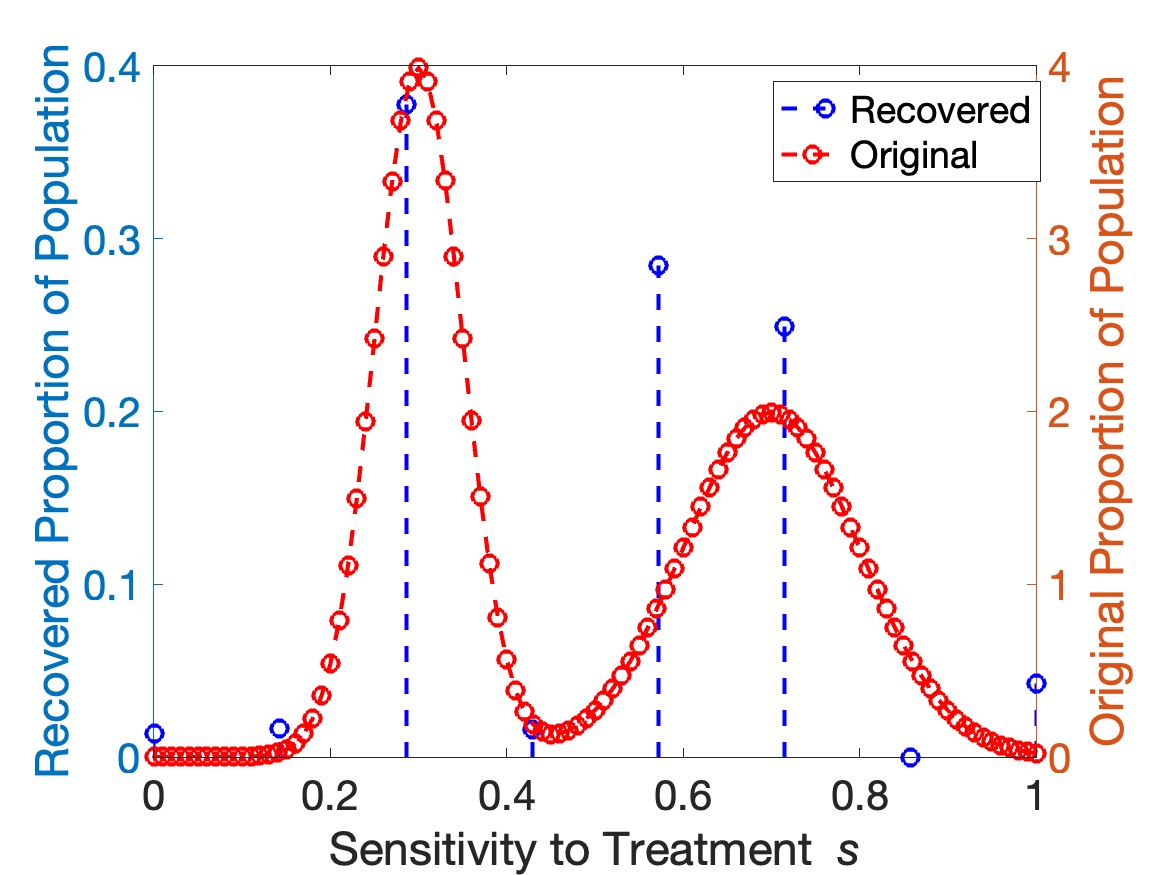 Recovered Proportion of Population
0.4
0.3
0.2
0.1
0
Recovered
Original
4
3
2
1
0
Original Proportion of Population
0 0.2 0.4 0.6 0.8 1
Sensitivity to Treatment s